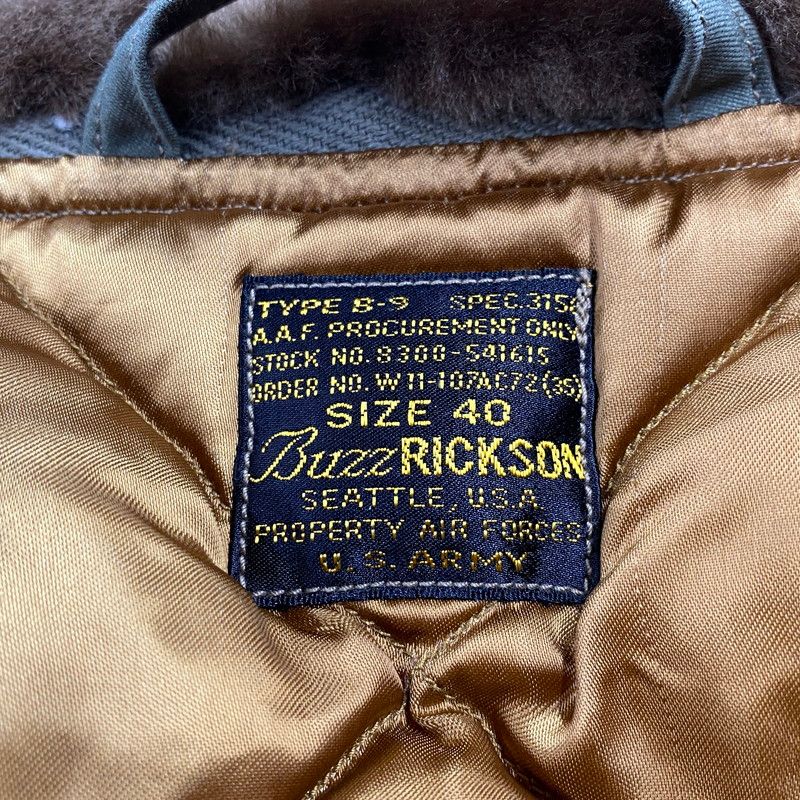 TYPE B-9 SPEC.3156
A.A.F. PROCUREMENT ONLY
STOCK NO. 8300-541615
ORDER NO. W11-107AC72(35)
SIZE 40
Buzz RICKSON
SEATTLE, U.S.A
PROPERTY AIR FORCES
U.S. ARMY